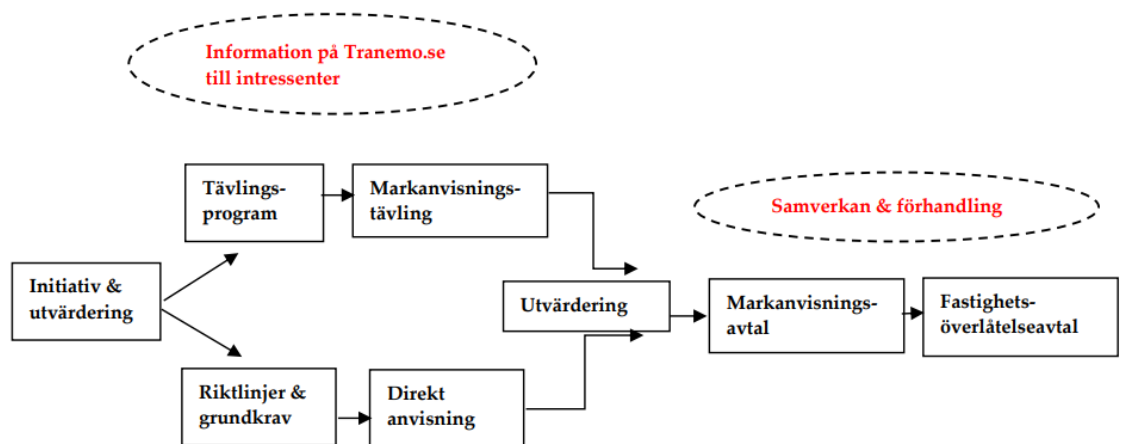 Information på Tranemo.se
till intressenter
Tävlings-
program
Markanvisnings-
tävling
Samverkan & förhandling
Initiativ &
utvärdering
Utvärdering
Markanvisnings-
avtal
Fastighets-
överlåtelseavtal
Riktlinjer &
grundkrav
Direkt
anvisning